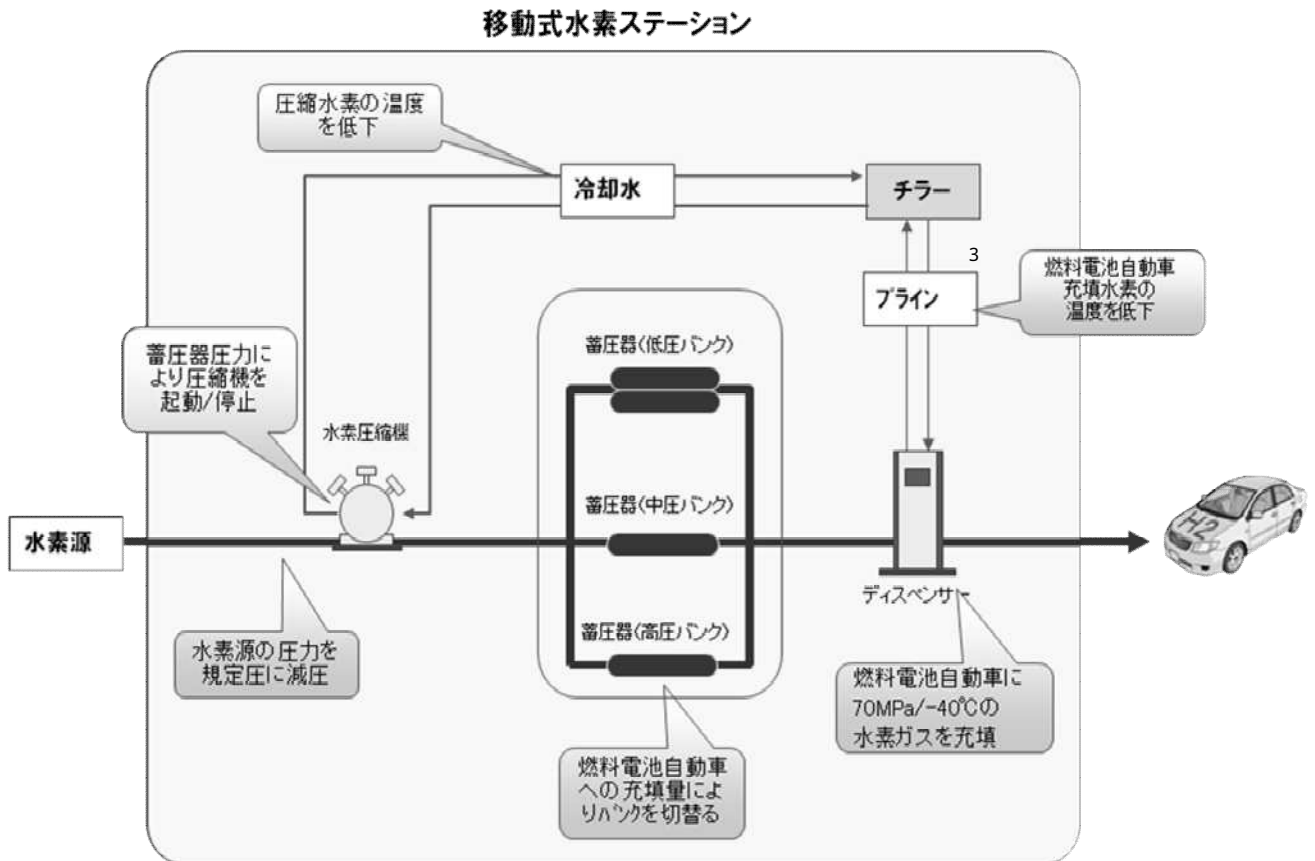 移動式水素ステーション
圧縮水素の温度
を低下
冷却水
チラー
3
ブライン
燃料電池自動車
充填水素の
温度を低下
蓄圧器圧力に
より圧縮機を
起動/停止
水素圧縮機
蓄圧器(低圧バンク)
蓄圧器(中圧バンク)
蓄圧器(高圧バンク)
水素源
H2
ディスペンサー
水素源の圧力を
規定圧に減圧
燃料電池自動車に
70MPa/-40℃の
水素ガスを充填
燃料電池自動車
への充填量によ
りバンクを切替る